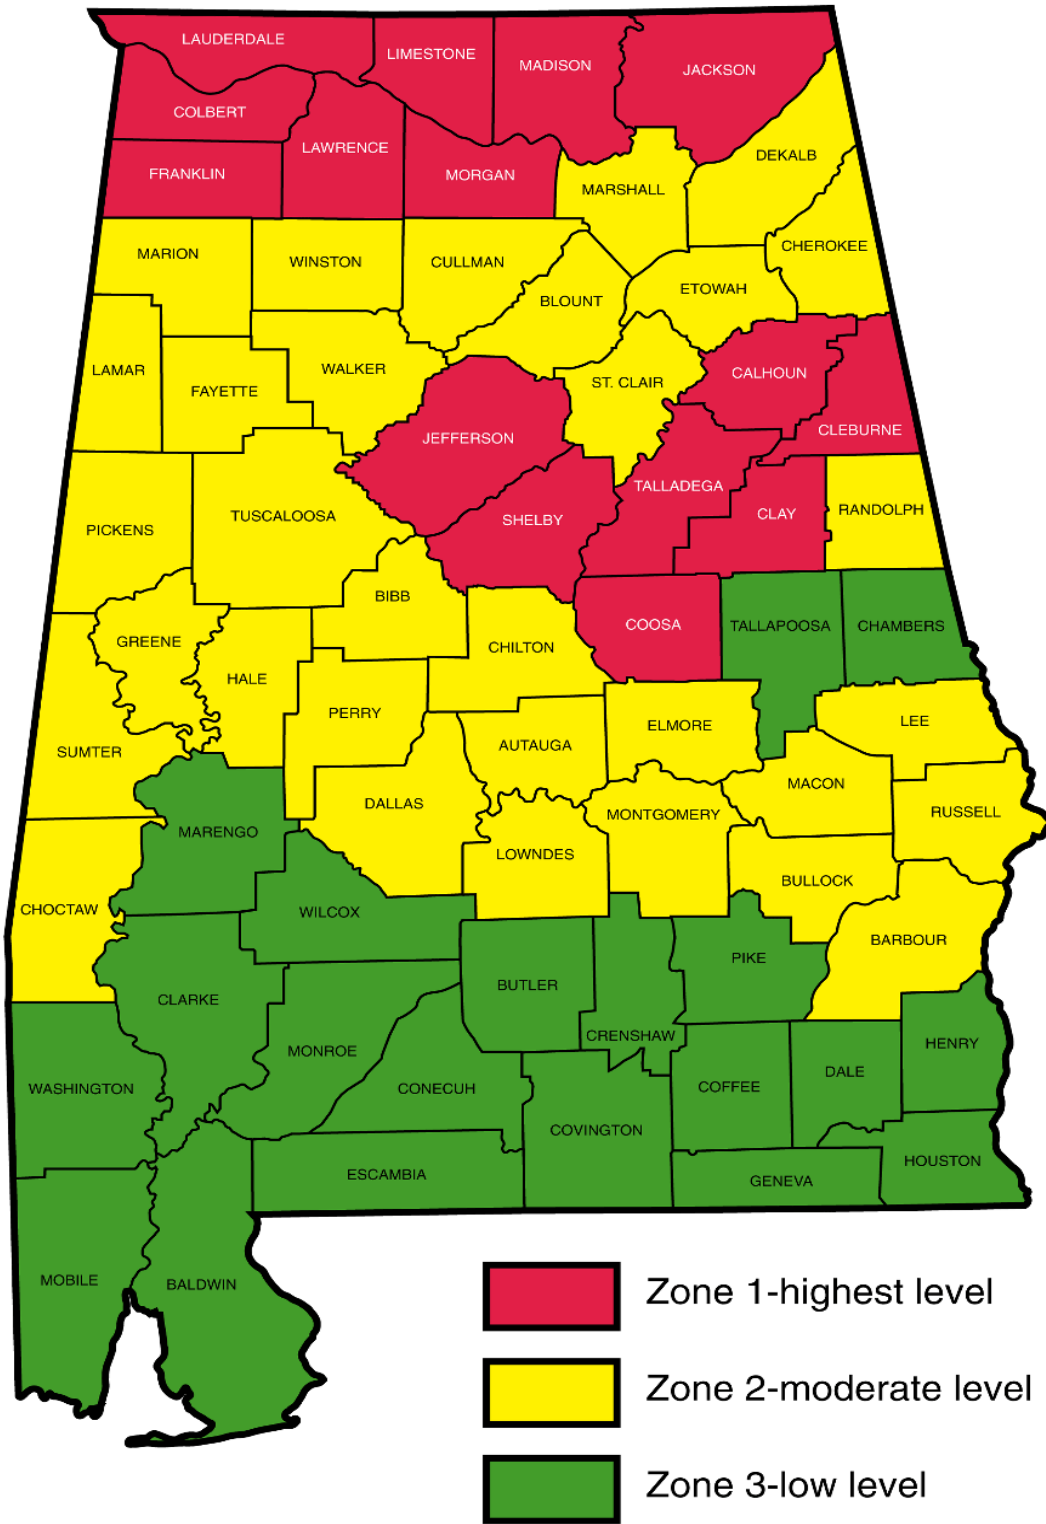 LAUDERDALE
LIMESTONE
MADISON
JACKSON
COLBERT
LAWRENCE
FRANKLIN
MORGAN
DEKALB
MARSHALL
MARION
WINSTON
CULLMAN
CHEROKEE
BLOUNT
ETOWAH
LAMAR
FAYETTE
WALKER
ST. CLAIR
CALHOUN
CLEBURNE
JEFFERSON
TALLADEGA
PICKENS
TUSCALOOSA
SHELBY
CLAY
RANDOLPH
BIBB
GREENE
HALE
CHILTON
COOSA
TALLAPOOSA
CHAMBERS
PERRY
SUMTER
AUTAUGA
ELMORE
LEE
DALLAS
MACON
MARENGO
MONTGOMERY
RUSSELL
LOWNDES
BULLOCK
CHOCTAW
WILCOX
BARBOUR
CLARKE
BUTLER
PIKE
MONROE
CRENSHAW
HENRY
WASHINGTON
CONECUH
COFFEE
DALE
COVINGTON
ESCAMBIA
GENEVA
HOUSTON
MOBILE
BALDWIN
Zone 1-highest level
Zone 2-moderate level
Zone 3-low level